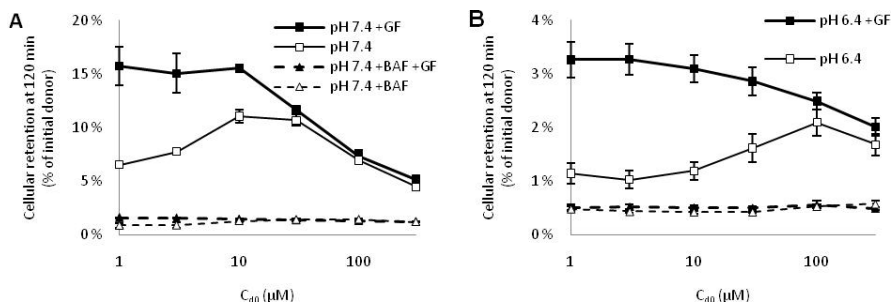 A
20 %
15 %
10 %
5 %
0 %
Cellular retention at 120 min
(% of initial donor)
pH 7.4 +GF
pH 7.4
pH 7.4 +BAF +GF
pH 7.4 +BAF
1
10
100
Cd0 (µM)
B
4 %
3 %
2 %
1 %
0 %
Cellular retention at 120 min
(% of initial donor)
pH 6.4 +GF
pH 6.4
1
10
100
Cd0 (µM)